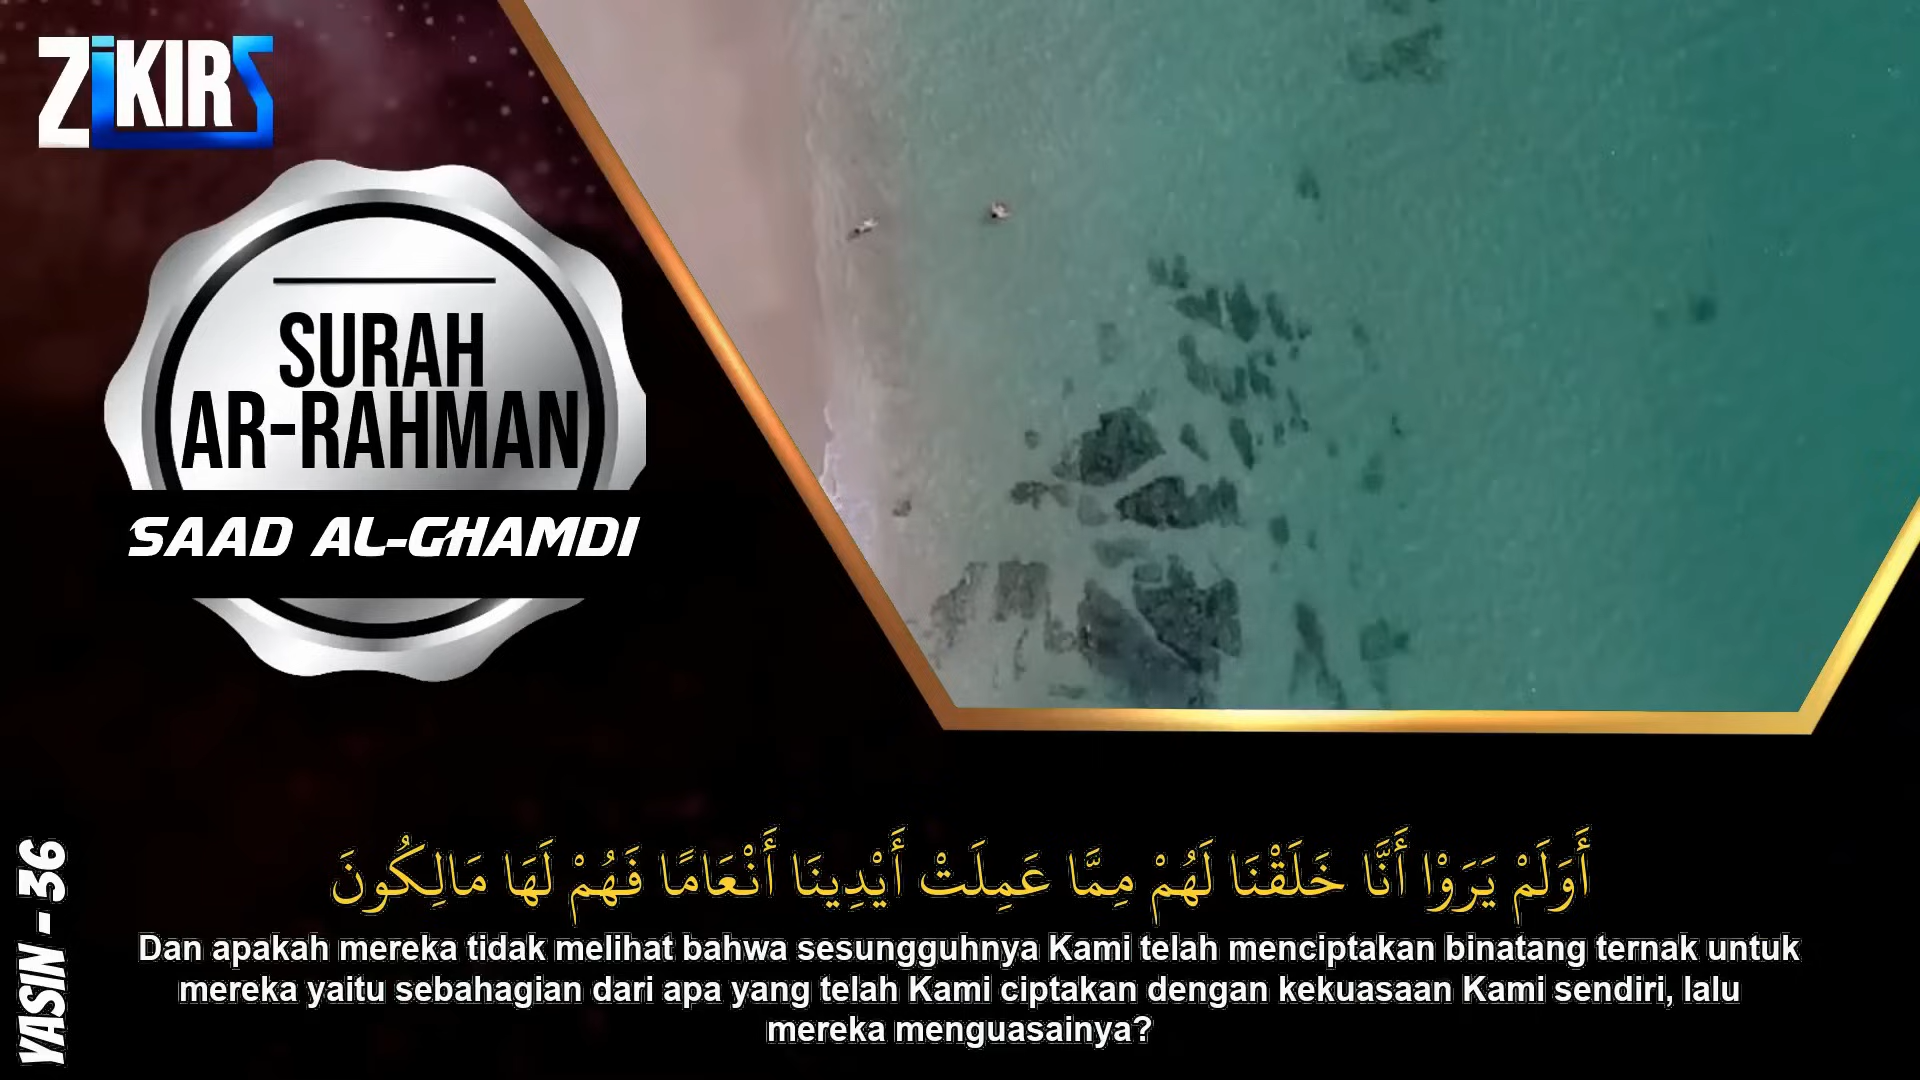 ZIKIRS
SURAH
AR-RAHMAN
SAAD AL-GHAMDI
YASIN - 36
أَوَلَمْ يَرَوْا أَنَّا خَلَقْنَا لَهُمْ مِمَّا عَمِلَتْ أَيْدِينَا أَنْعَامًا فَهُمْ لَهَا مَالِكُونَ
Dan apakah mereka tidak melihat bahwa sesungguhnya Kami telah menciptakan binatang ternak untuk
mereka yaitu sebahagian dari apa yang telah Kami ciptakan dengan kekuasaan Kami sendiri, lalu
mereka menguasainya?